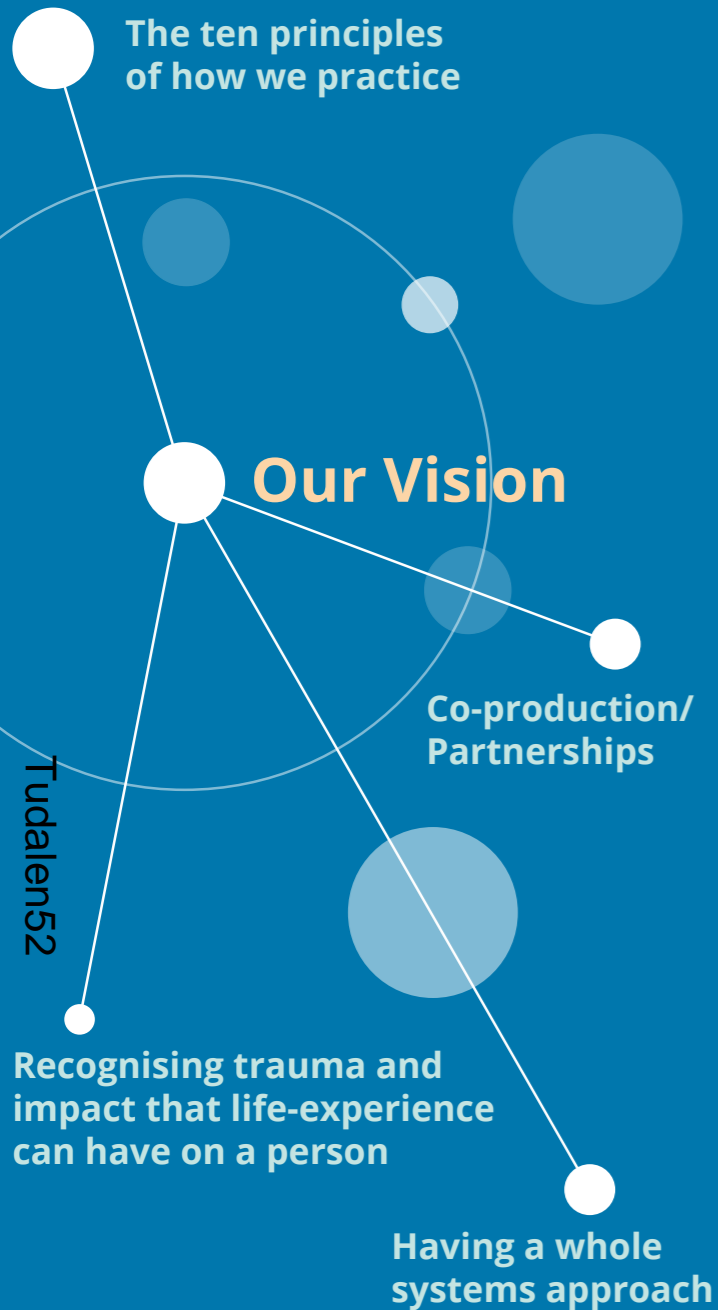 The ten principles
of how we practice
Our Vision
Co-production/
Partnerships
Tudalen52
Recognising trauma and
impact that life-experience
can have on a person
Having a whole
systems approach